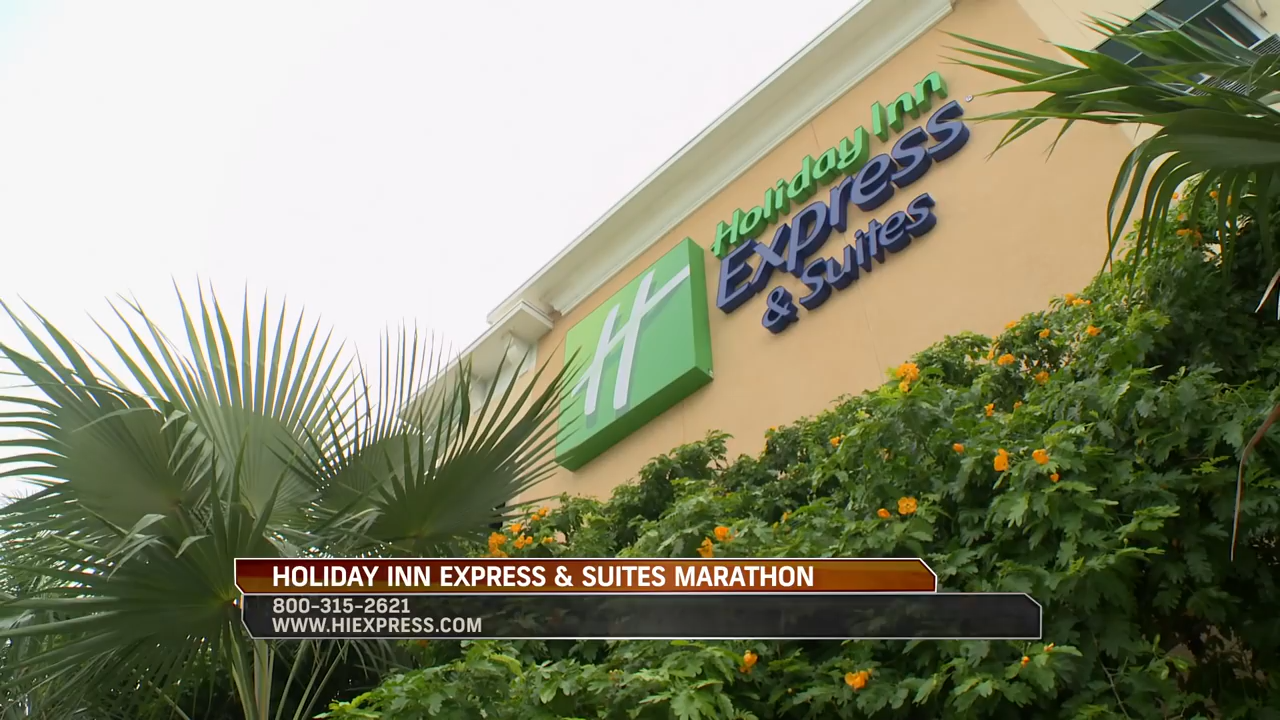 Holiday Inn
Express
& Suites
H
HOLIDAY INN EXPRESS & SUITES MARATHON
800-315-2621
WWW.HIEXPRESS.COM